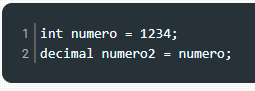 1 int numero = 1234;
2 decimal numero2 = numero;